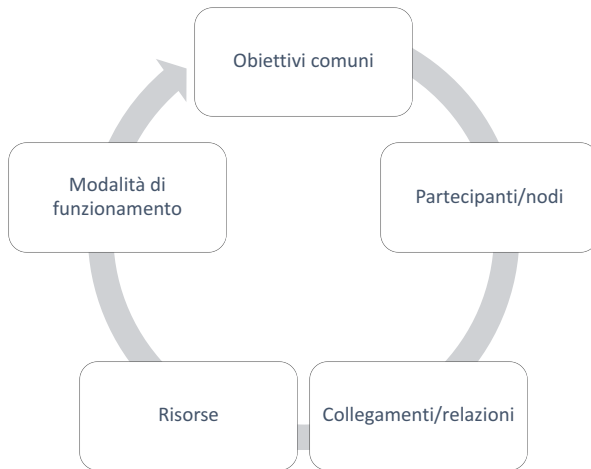 Obiettivi comuni
Partecipanti/nodi
Collegamenti/relazioni
Risorse
Modalità di
funzionamento